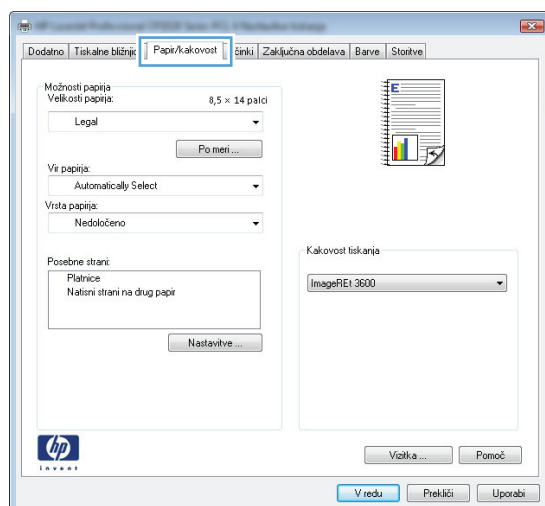 Dodatno Tiskalne bližnjice Papir/kakovost činki Zaključna obdelava Barve Storitve
Možnosti papirja
Velikosti papirja: 8,5 × 14 palci
Legal
Po meri ...
Vir papirja:
Automatically Select
Vrsta papirja:
Nedoločeno
Posebne strani:
Platnice
Natisni strani na drug papir
Nastavitve ...
E
Kakovost tiskanja
ImageREt 3600
hp
invent
Vizitka ... Pomoč
V redu Prekliči Uporabi